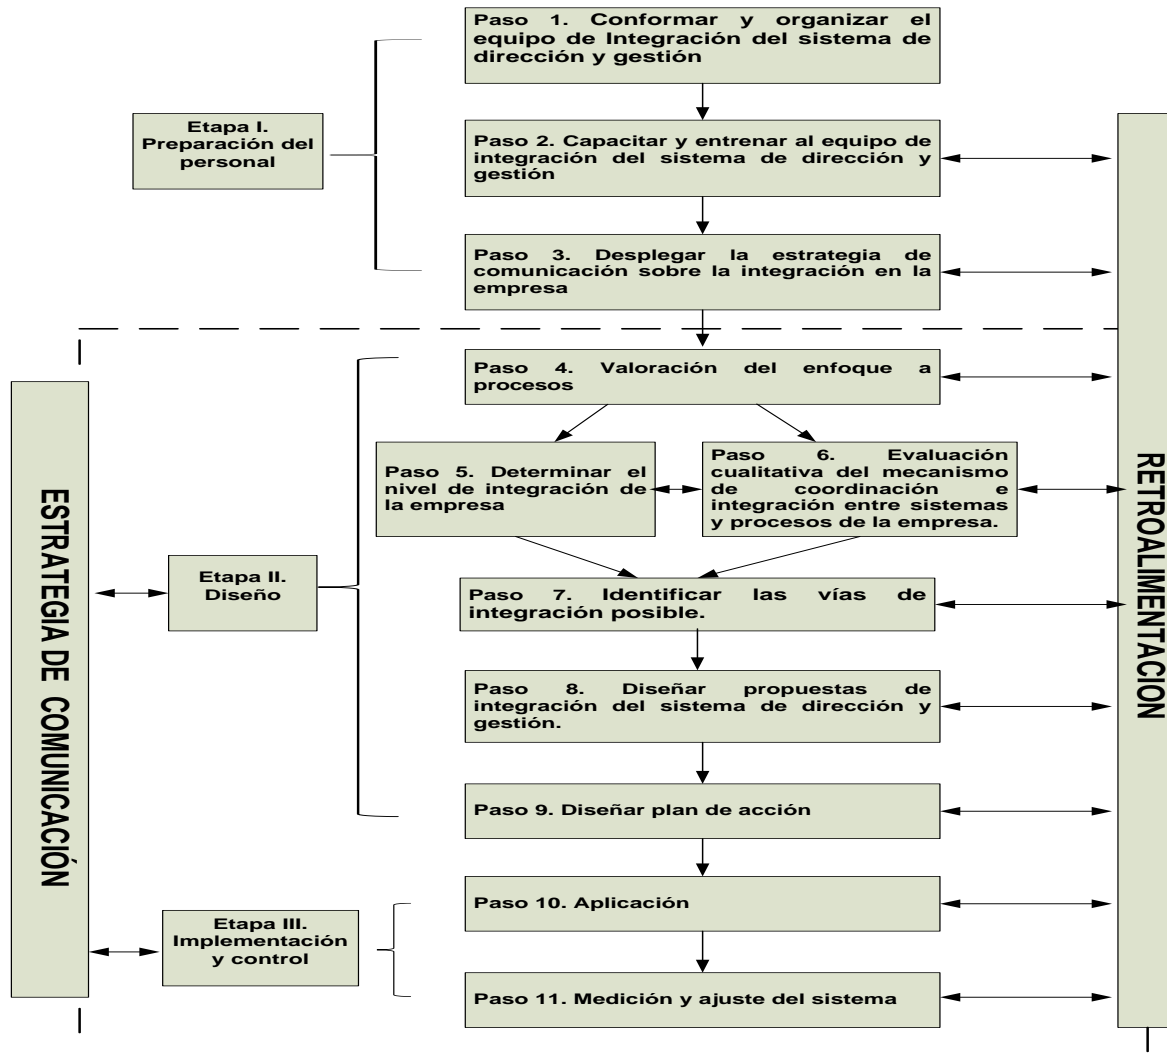 Paso 1. Conformar y organizar el
equipo de Integración del sistema de
dirección y gestión
Etapa I.
Preparación del
personal
Paso 2. Capacitar y entrenar al equipo de
integración del sistema de dirección y
gestión
Paso 3. Desplegar la estrategia de
comunicación sobre la integración en la
empresa
Paso 4. Valoración del enfoque a
procesos
Paso 5. Determinar el
nivel de integración de
la empresa
Paso 6. Evaluación
cualitativa del mecanismo
de coordinación e
integración entre sistemas
y procesos de la empresa.
Etapa II.
Diseño
Paso 7. Identificar las vías de
integración posible.
Paso 8. Diseñar propuestas de
integración del sistema de dirección y
gestión.
Paso 9. Diseñar plan de acción
Etapa III.
Implementación
y control
Paso 10. Aplicación
Paso 11. Medición y ajuste del sistema
ESTRATEGIA DE COMUNICACIÓN
RETROALIMENTACION